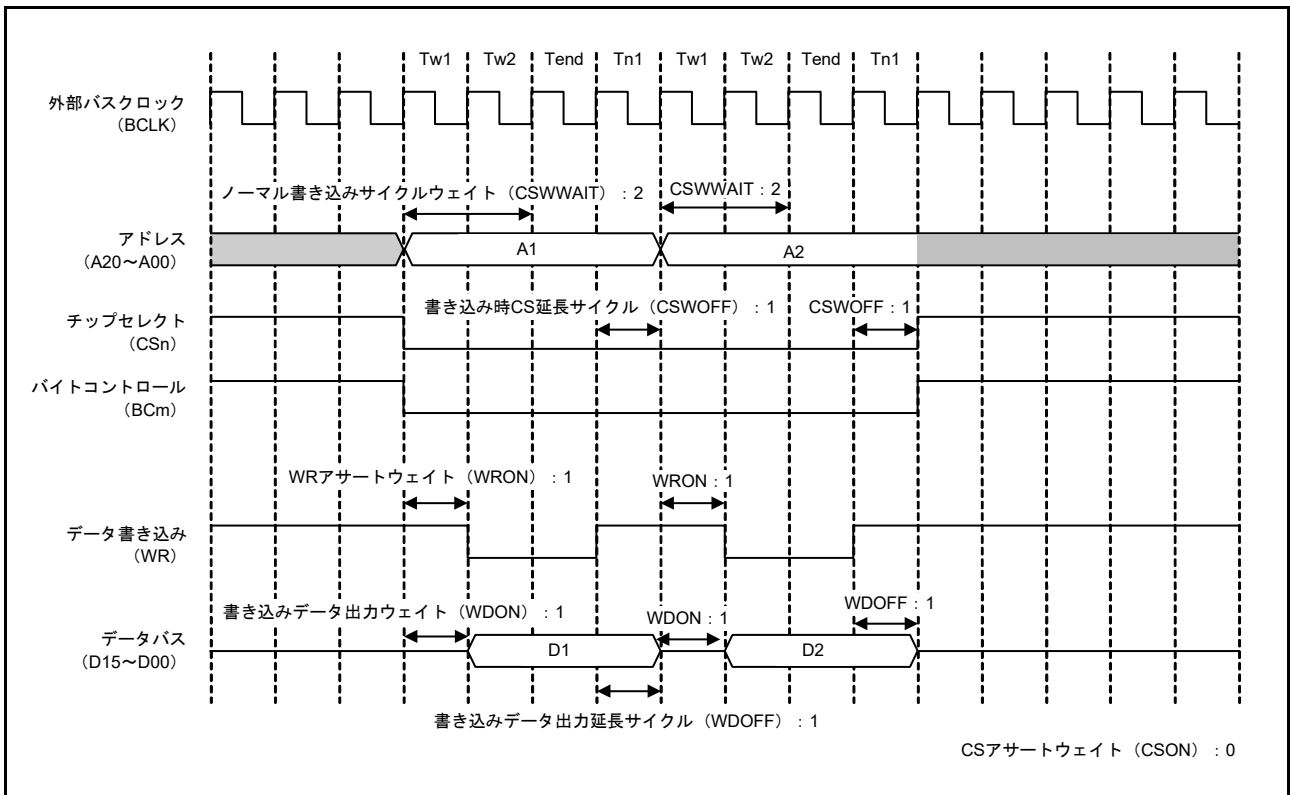 Tw1 Tw2 Tend Tn1 Tw1 Tw2 Tend Tn1
外部バスクロック
（BCLK）
ノーマル書き込みサイクルウェイト（CSWWAIT）：2
CSWWAIT：2
アドレス
（A20～A00）
A1
A2
書き込み時CS延長サイクル（CSWOFF）：1
CSWOFF：1
チップセレクト
（CSn）
バイトコントロール
（BCm）
WRアサートウェイト（WRON）：1
WRON：1
データ書き込み
（WR）
書き込みデータ出力ウェイト（WDON）：1
WDON：1
WDOFF：1
データバス
（D15～D00）
D1
D2
書き込みデータ出力延長サイクル（WDOFF）：1
CSアサートウェイト（CSON）：0